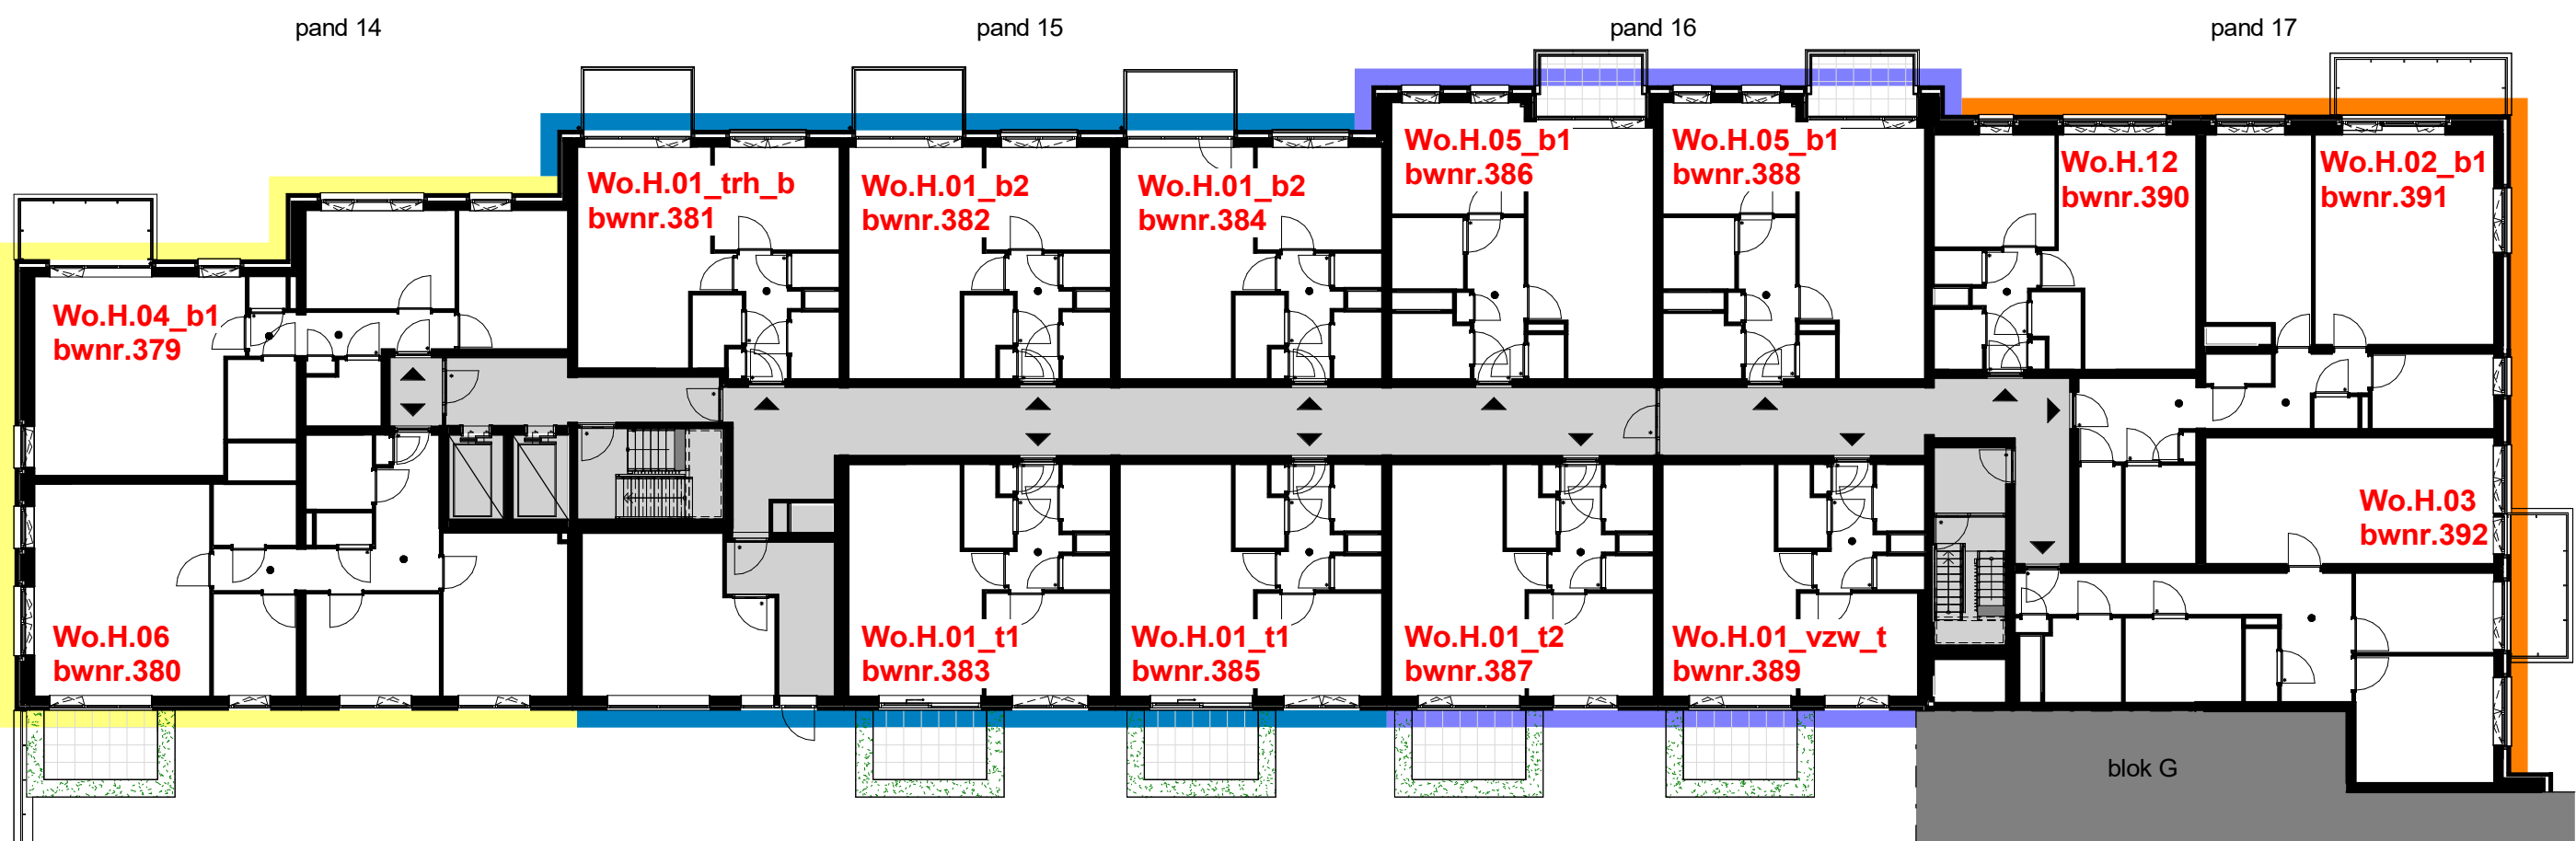 pand 14
pand 15
pand 16
pand 17
Wo.H.04_b1
bwnr.379
Wo.H.01_trh_b
bwnr.381
Wo.H.01_b2
bwnr.382
Wo.H.01_b2
bwnr.384
Wo.H.05_b1
bwnr.386
Wo.H.05_b1
bwnr.388
Wo.H.12
bwnr.390
Wo.H.02_b1
bwnr.391
Wo.H.03
bwnr.392
Wo.H.06
bwnr.380
Wo.H.01_t1
bwnr.383
Wo.H.01_t1
bwnr.385
Wo.H.01_t2
bwnr.387
Wo.H.01_vzw_t
bwnr.389
blok G